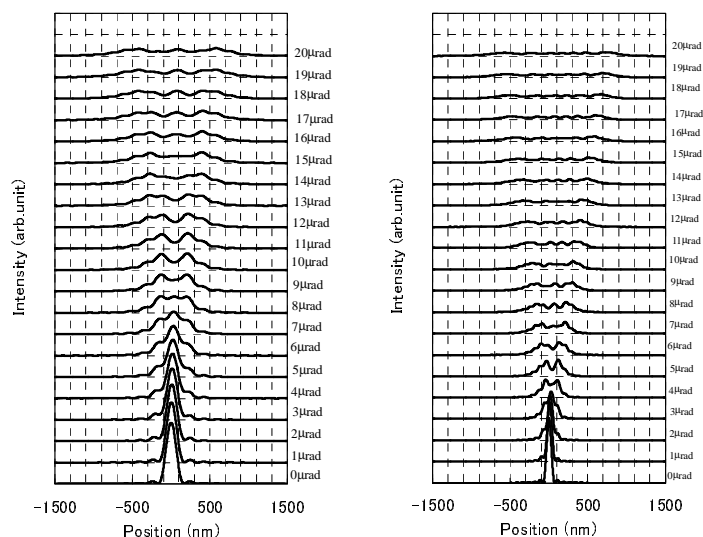 20μrad
19μrad
18μrad
17μrad
16μrad
15μrad
14μrad
13μrad
12μrad
11μrad
10μrad
9μrad
8μrad
7μrad
6μrad
5μrad
4μrad
3μrad
2μrad
1μrad
0μrad
Intensity (arb.unit)
-1500
-500
500
1500
Position (nm)
20μrad
19μrad
18μrad
17μrad
16μrad
15μrad
14μrad
13μrad
12μrad
11μrad
10μrad
9μrad
8μrad
7μrad
6μrad
5μrad
4μrad
3μrad
2μrad
1μrad
0μrad
Intensity (arb.unit)
-1500
-500
500
1500
Position (nm)